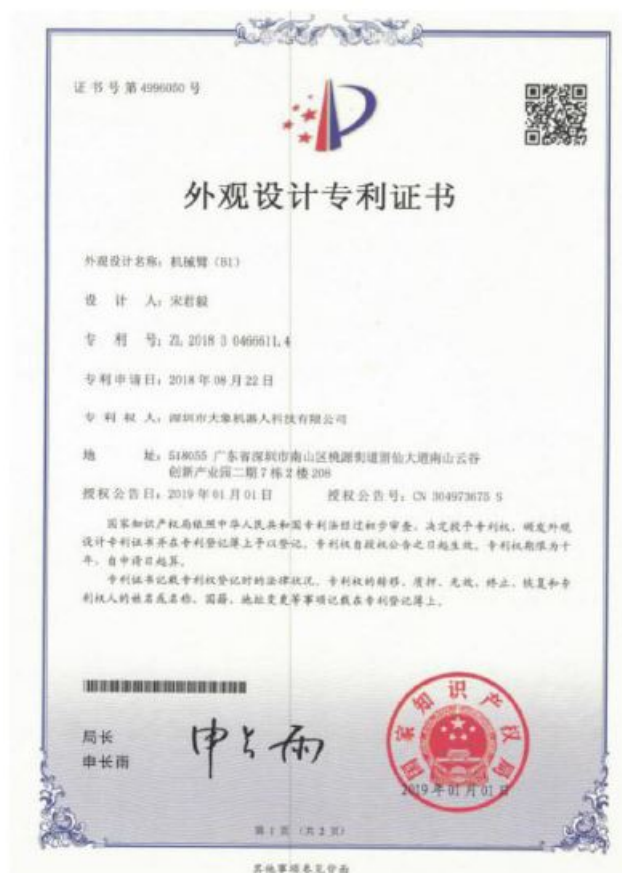 证书号第4996050号
外观设计专利证书
外观设计名称：机械臂（B1）
设计人：宋君毅
专利号：ZL 2018 3 0466611.4
专利申请日：2018年08月22日
专利权人：深圳市大象机器人科技有限公司
地址：518055 广东省深圳市南山区桃源街道留仙大道南山云谷
创新产业园二期7栋2楼208
授权公告日：2019年01月01日 授权公告号：CN 304973675 S
国家知识产权局依照中华人民共和国专利法经过初步审查，决定授予专利权，颁发外观
设计专利证书并在专利登记簿上予以登记。专利权自授权公告之日起生效。专利权期限为十
年，自申请日起算。
专利证书记载专利权登记时的法律状况。专利权的转移、质押、无效、终止、恢复和专
利权人的姓名或名称、国籍、地址变更等事项记载在专利登记簿上。
局长
申长雨
申长雨
国家知识产权局
2019年01月01日
第1页（共2页）
其他事项参见背面